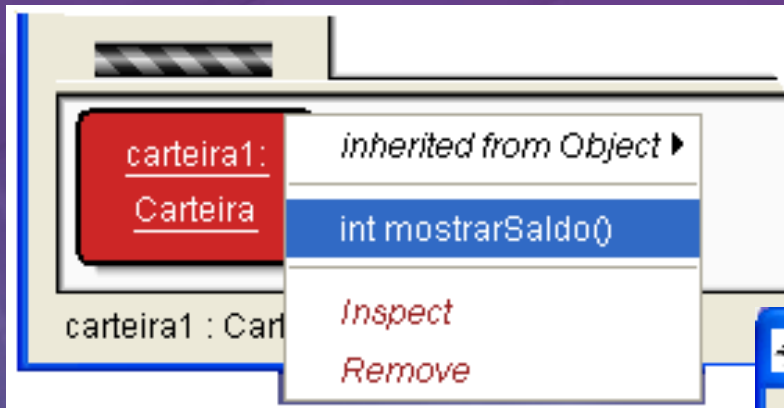 carteira1:
Carteira
inherited from Object
int mostrarSaldo()
Inspect
Remove
carteira1 : Cart